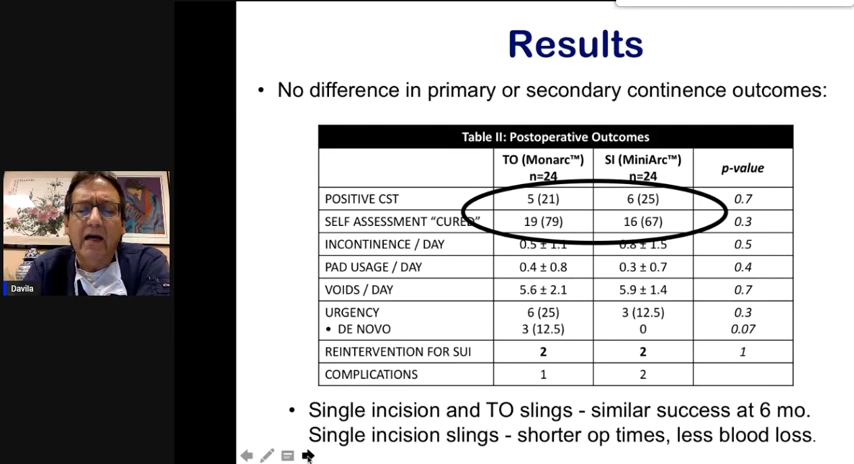 Results
• No difference in primary or secondary continence outcomes:
Table II: Postoperative Outcomes
TO (Monarc™) n=24 SI (MiniArc™) n=24 p-value
POSITIVE CST 5 (21) 6 (25) 0.7
SELF ASSESSMENT “CURED” 19 (79) 16 (67) 0.3
INCONTINENCE / DAY 0.5 ± 1.1 0.8 ± 1.5 0.5
PAD USAGE / DAY 0.4 ± 0.8 0.3 ± 0.7 0.4
VOIDS / DAY 5.6 ± 2.1 5.9 ± 1.4 0.7
URGENCY 6 (25) 3 (12.5) 0.3
• DE NOVO 3 (12.5) 0 0.07
REINTERVENTION FOR SUI 2 2 1
COMPLICATIONS 1 2
• Single incision and TO slings - similar success at 6 mo.
Single incision slings - shorter op times, less blood loss.
Davila